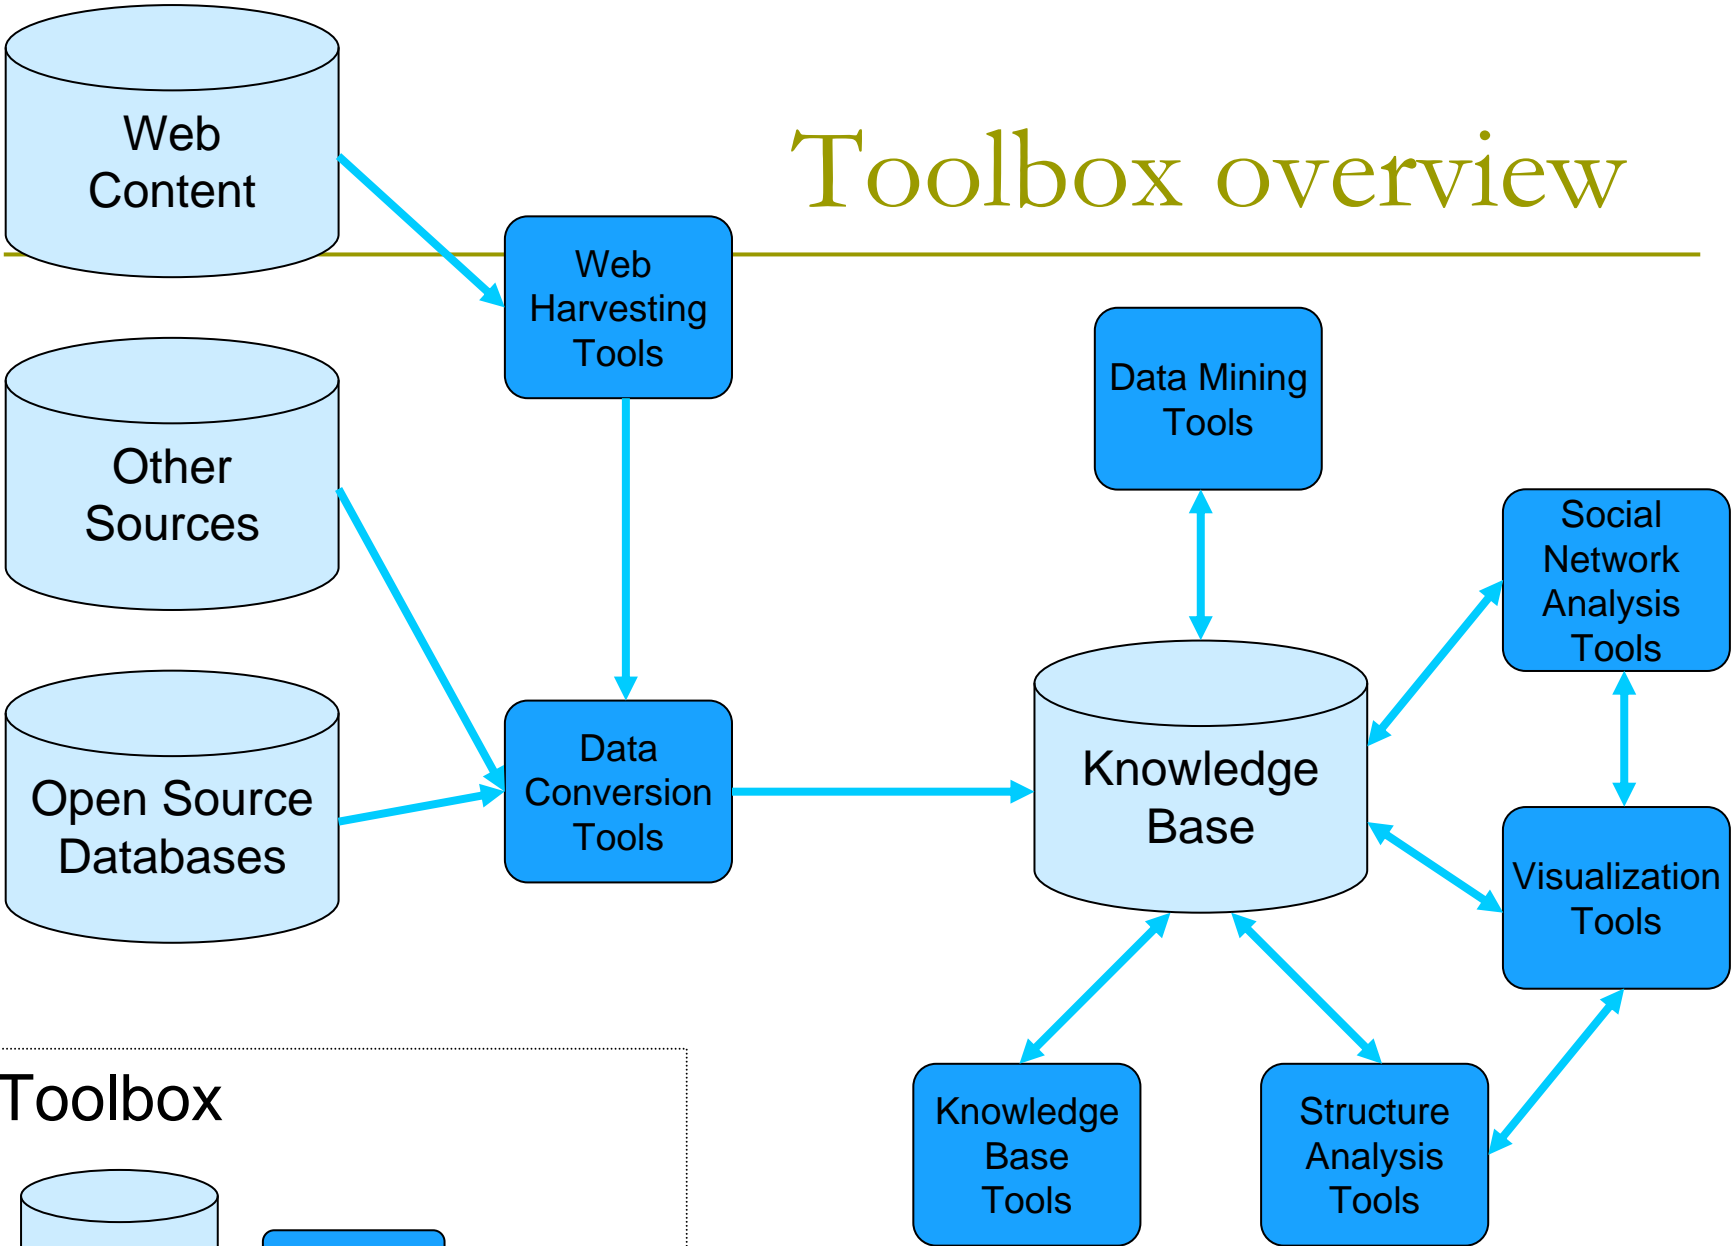 Toolbox overview
Web
Content
Web
Harvesting
Tools
Other
Sources
Data Mining
Tools
Social
Network
Analysis
Tools
Open Source
Databases
Data
Conversion
Tools
Knowledge
Base
Visualization
Tools
Knowledge
Base
Tools
Structure
Analysis
Tools
Toolbox